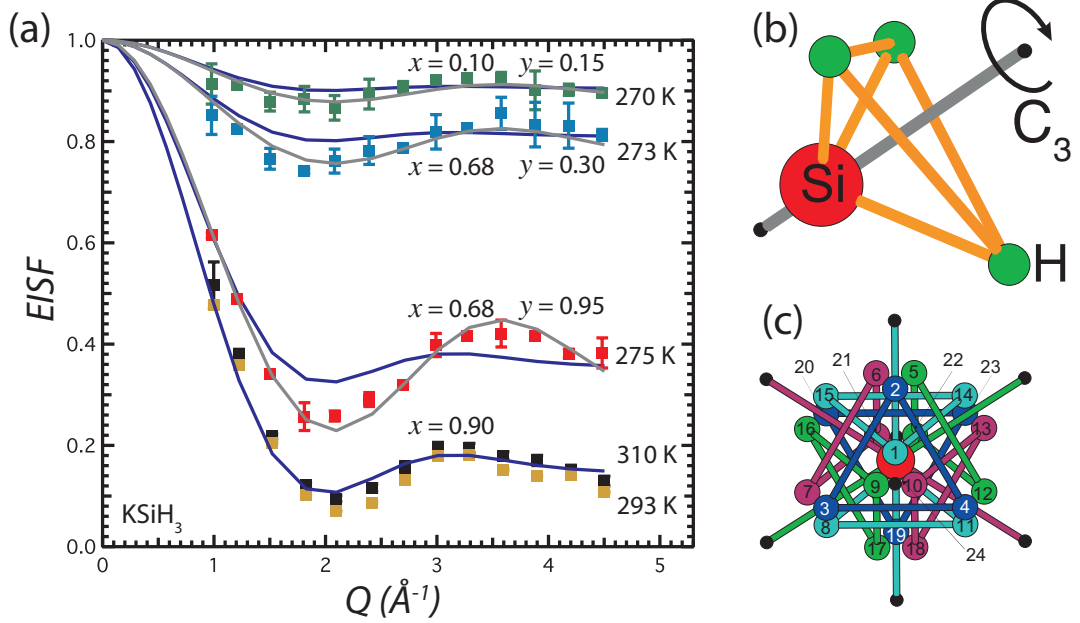 (a)
1.0
0.8
0.6
0.4
0.2
0.0
EISF
0
1
2
3
4
5
Q (Å⁻¹)
x = 0.10 y = 0.15
270 K
273 K
x = 0.68 y = 0.30
x = 0.68 y = 0.95
275 K
x = 0.90
310 K
293 K
KSiH₃
(b)
Si
H
C₃
(c)
21
22
20
23
6
5
2
15
14
16
13
1
7
9
10
12
3
4
8
11
19
17
18
24